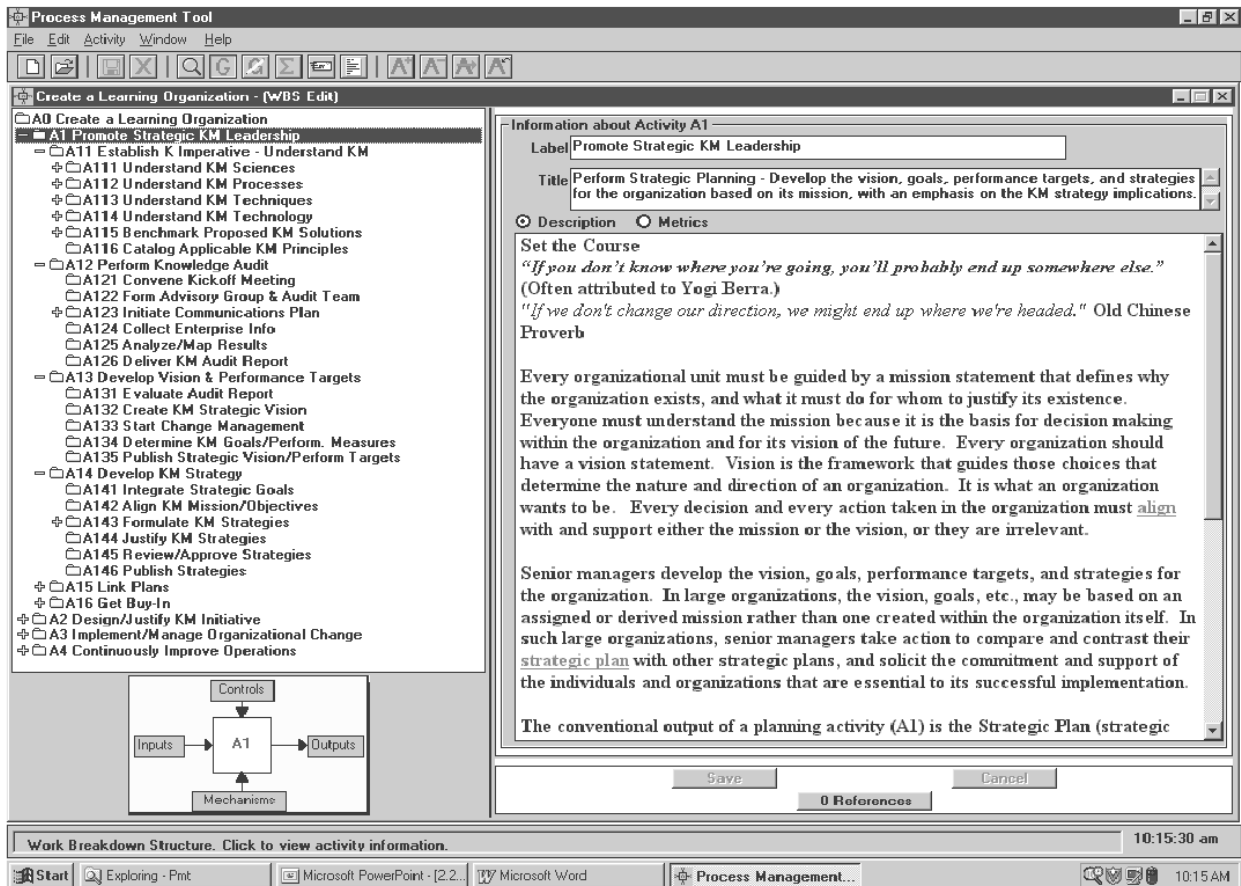 Process Management Tool
File Edit Activity Window Help
Create a Learning Organization - (WBS Edit)
A0 Create a Learning Organization
A1 Promote Strategic KM Leadership
A11 Establish K Imperative - Understand KM
A111 Understand KM Sciences
A112 Understand KM Processes
A113 Understand KM Techniques
A114 Understand KM Technology
A115 Benchmark Proposed KM Solutions
A116 Catalog Applicable KM Principles
A12 Perform Knowledge Audit
A121 Convene Kickoff Meeting
A122 Form Advisory Group & Audit Team
A123 Initiate Communications Plan
A124 Collect Enterprise Info
A125 Analyze/Map Results
A126 Deliver KM Audit Report
A13 Develop Vision & Performance Targets
A131 Evaluate Audit Report
A132 Create KM Strategic Vision
A133 Start Change Management
A134 Determine KM Goals/Perform. Measures
A135 Publish Strategic Vision/Perform Targets
A14 Develop KM Strategy
A141 Integrate Strategic Goals
A142 Align KM Mission/Objectives
A143 Formulate KM Strategies
A144 Justify KM Strategies
A145 Review/Approve Strategies
A146 Publish Strategies
A15 Link Plans
A16 Get Buy-In
A2 Design/Justify KM Initiative
A3 Implement/Manage Organizational Change
A4 Continuously Improve Operations
Controls
Inputs
A1
Outputs
Mechanisms
Information about Activity A1
Label Promote Strategic KM Leadership
Title Perform Strategic Planning - Develop the vision, goals, performance targets, and strategies
for the organization based on its mission, with an emphasis on the KM strategy implications.
Description Metrics
Set the Course
“If you don’t know where you’re going, you’ll probably end up somewhere else.”
(Often attributed to Yogi Berra.)
"If we don't change our direction, we might end up where we're headed." Old Chinese
Proverb
Every organizational unit must be guided by a mission statement that defines why
the organization exists, and what it must do for whom to justify its existence.
Everyone must understand the mission because it is the basis for decision making
within the organization and for its vision of the future. Every organization should
have a vision statement. Vision is the framework that guides those choices that
determine the nature and direction of an organization. It is what an organization
wants to be. Every decision and every action taken in the organization must align
with and support either the mission or the vision, or they are irrelevant.
Senior managers develop the vision, goals, performance targets, and strategies for
the organization. In large organizations, the vision, goals, etc., may be based on an
assigned or derived mission rather than one created within the organization itself. In
such large organizations, senior managers take action to compare and contrast their
strategic plan with other strategic plans, and solicit the commitment and support of
the individuals and organizations that are essential to its successful implementation.
The conventional output of a planning activity (A1) is the Strategic Plan (strategic
Save Cancel
0 References
Work Breakdown Structure. Click to view activity information.
10:15:30 am
Start Exploring - Pmt Microsoft PowerPoint - [2.2... Microsoft Word Process Management... 10:15 AM